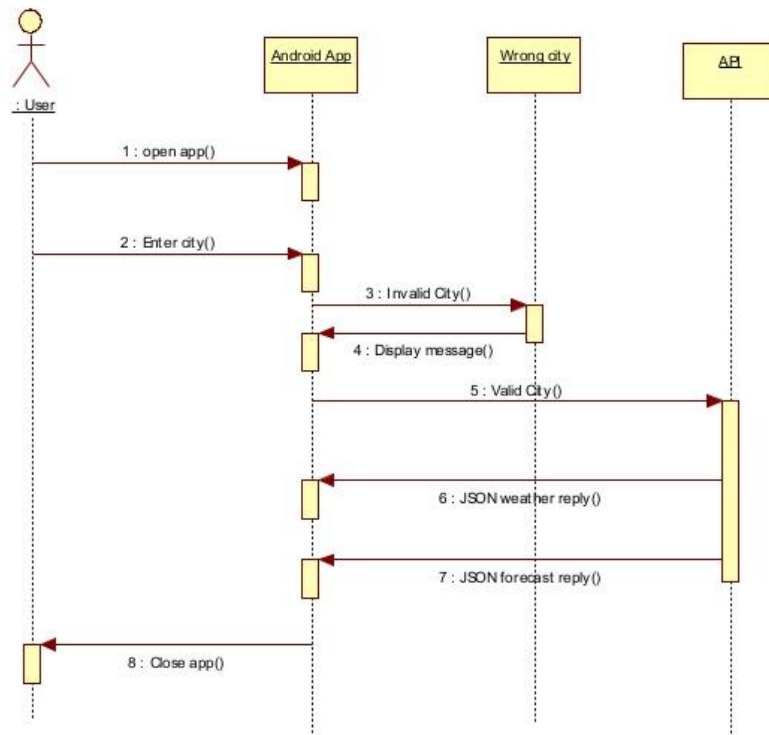 Android App
Wrong city
API
: User
1 : open app()
2 : Enter city()
3 : Invalid City()
4 : Display message()
5 : Valid City()
6 : JSON weather reply()
7 : JSON forecast reply()
8 : Close app()